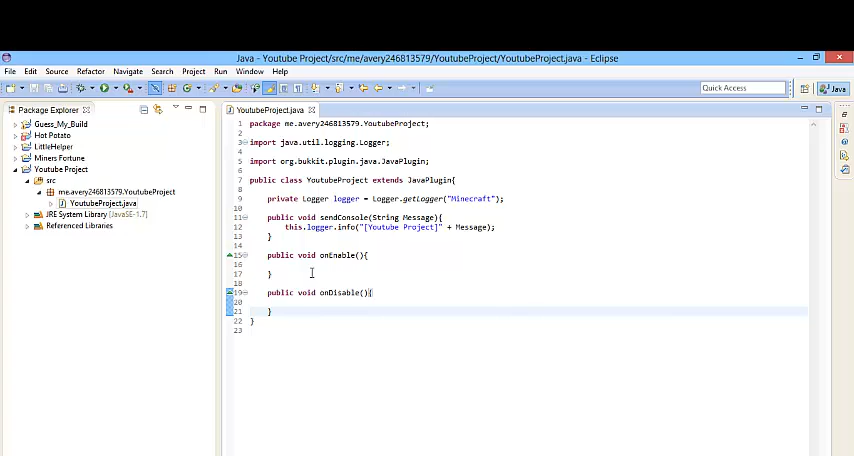 Java - Youtube Project/src/me/avery246813579/YoutubeProject/YoutubeProject.java - Eclipse
File Edit Source Refactor Navigate Search Project Run Window Help
Quick Access
Java
Package Explorer
YoutubeProject.java
Guess_My_Build
Hot Potato
LittleHelper
Miners Fortune
Youtube Project
src
me.avery246813579.YoutubeProject
YoutubeProject.java
JRE System Library [JavaSE-1.7]
Referenced Libraries
1 package me.avery246813579.YoutubeProject;
2
3 import java.util.logging.Logger;
4
5 import org.bukkit.plugin.java.JavaPlugin;
6
7 public class YoutubeProject extends JavaPlugin{
8
9 private Logger logger = Logger.getLogger("Minecraft");
10
11 public void sendConsole(String Message){
12 this.logger.info("[Youtube Project]" + Message);
13 }
14
15 public void onEnable(){
16
17 }
18
19 public void onDisable(){
20
21 }
22 }
23